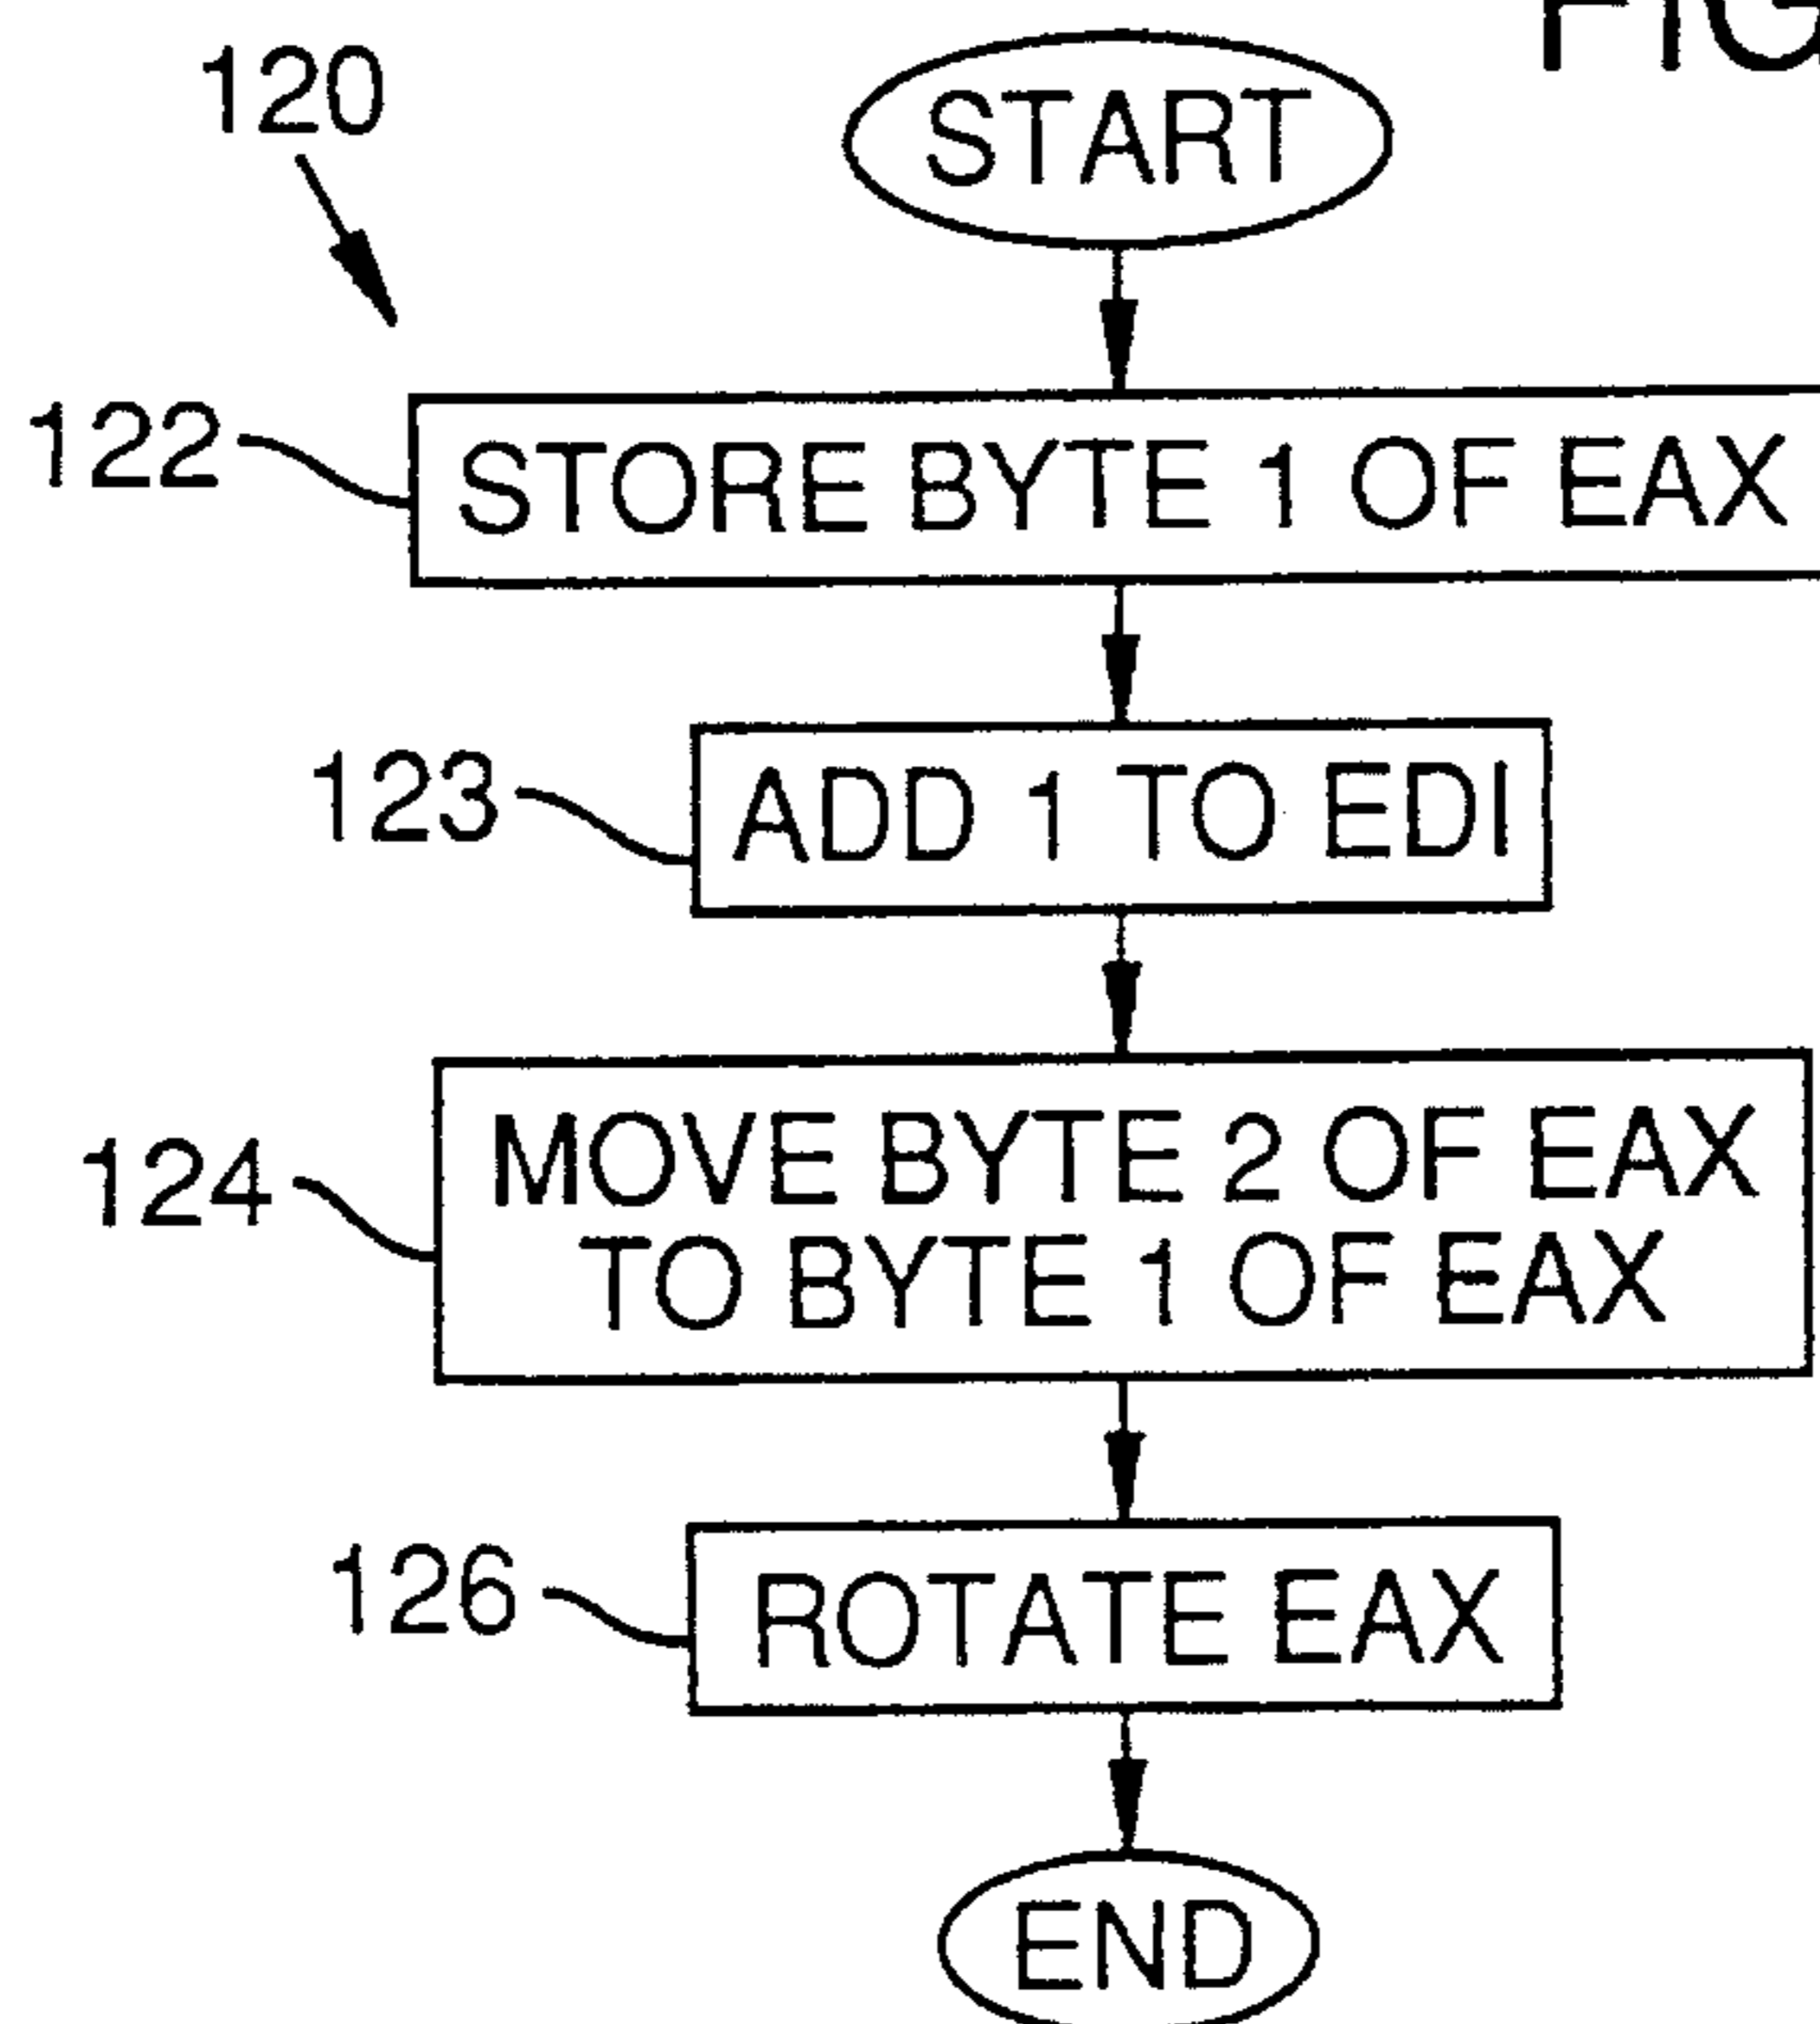 FIG
120
START
122
STORE BYTE 1 OF EAX
123
ADD 1 TO EDI
124
MOVE BYTE 2 OF EAX
TO BYTE 1 OF EAX
126
ROTATE EAX
END